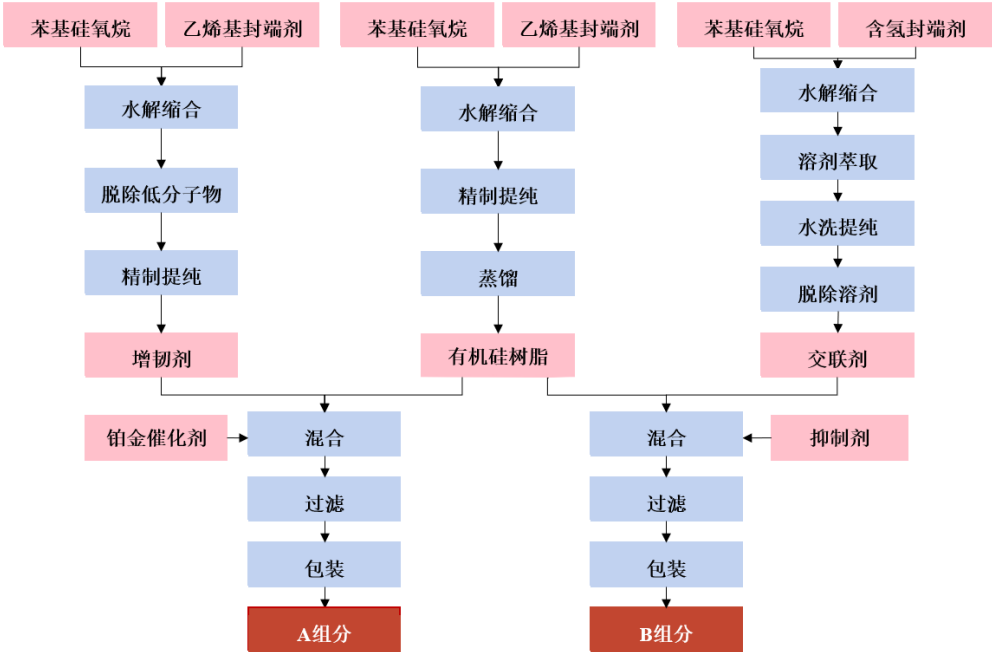 苯基硅氧烷
乙烯基封端剂
苯基硅氧烷
乙烯基封端剂
苯基硅氧烷
含氢封端剂
水解缩合
水解缩合
水解缩合
脱除低分子物
精制提纯
溶剂萃取
水洗提纯
精制提纯
蒸馏
脱除溶剂
增韧剂
有机硅树脂
交联剂
铂金催化剂
混合
混合
抑制剂
过滤
过滤
包装
包装
A组分
B组分